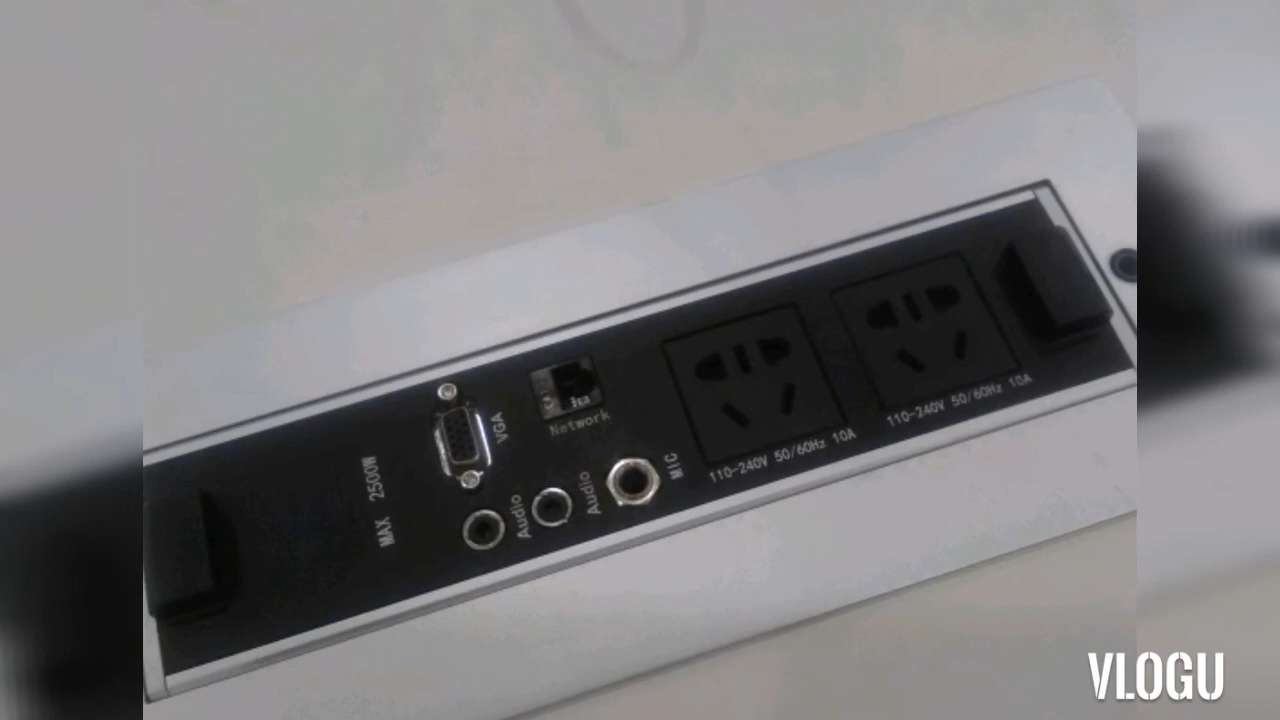 MAX 2500W
VGA
Network
Audio
Audio
MIC
110-240V 50/60Hz 10A
110-240V 50/60Hz 10A
VLOGU